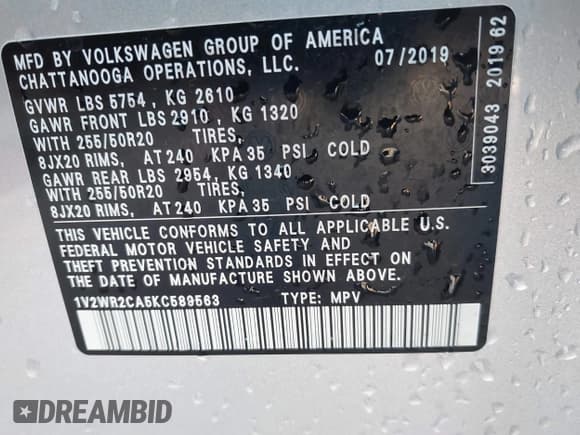 MFD BY VOLKSWAGEN GROUP OF AMERICA
CHATTANOOGA OPERATIONS, LLC. 07/2019
GVWR LBS 5754 , KG 2610
GAWR FRONT LBS 2910 , KG 1320
WITH 255/50R20 TIRES,
8JX20 RIMS, AT 240 KPA 35 PSI COLD
GAWR REAR LBS 2954, KG 1340
WITH 255/50R20 TIRES,
8JX20 RIMS, AT 240 KPA 35 PSI COLD
THIS VEHICLE CONFORMS TO ALL APPLICABLE U.S.
FEDERAL MOTOR VEHICLE SAFETY AND
THEFT PREVENTION STANDARDS IN EFFECT ON
THE DATE OF MANUFACTURE SHOWN ABOVE.
1V2WR2CA5KC589563 TYPE: MPV
3039043 2019 62
DREAMBID